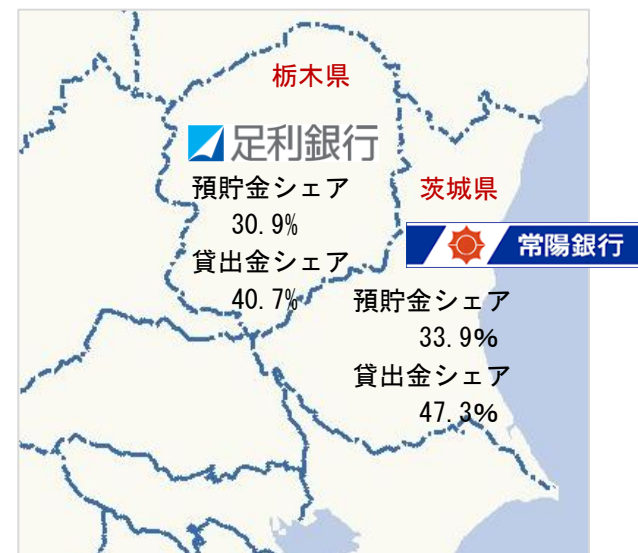 栃木県
足利銀行
預貯金シェア
30.9%
貸出金シェア
40.7%
茨城県
常陽銀行
預貯金シェア
33.9%
貸出金シェア
47.3%